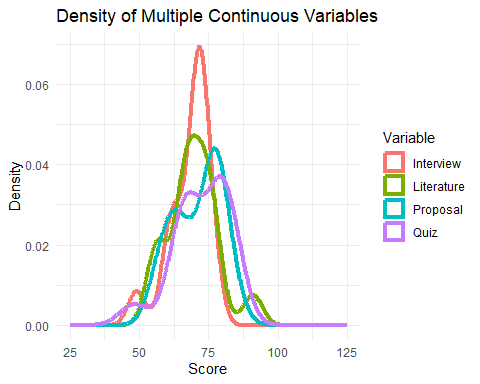 Density of Multiple Continuous Variables
0.06
0.04
0.02
0.00
Density
25 50 75 100 125
Score
Variable
Interview
Literature
Proposal
Quiz